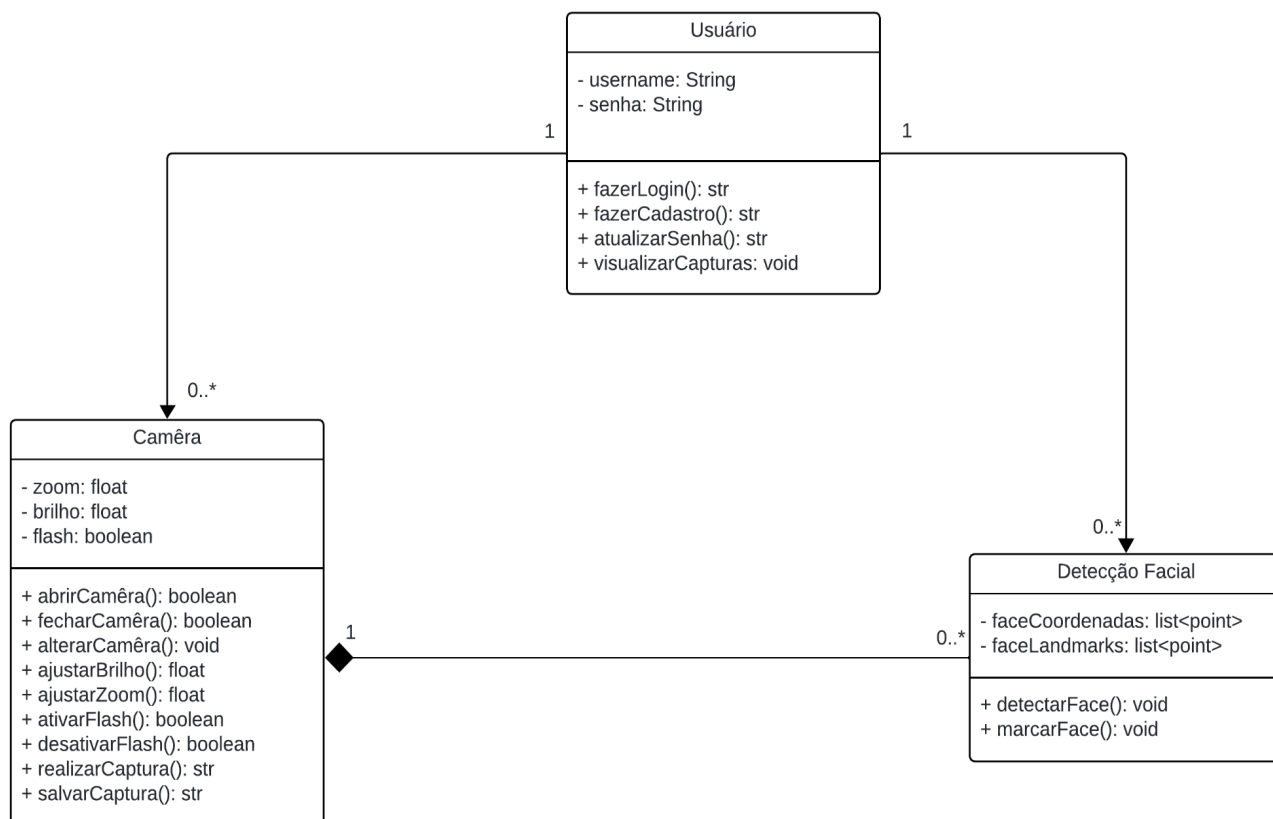 Usuário
- username: String
- senha: String
1
1
+ fazerLogin(): str
+ fazerCadastro(): str
+ atualizarSenha(): str
+ visualizarCapturas: void
0..*
Camêra
- zoom: float
- brilho: float
- flash: boolean
+ abrirCamêra(): boolean
+ fecharCamêra(): boolean
+ alterarCamêra(): void
+ ajustarBrilho(): float
+ ajustarZoom(): float
+ ativarFlash(): boolean
+ desativarFlash(): boolean
+ realizarCaptura(): str
+ salvarCaptura(): str
1
0..*
0..*
Detecção Facial
- faceCoordenadas: list<point>
- faceLandmarks: list<point>
+ detectarFace(): void
+ marcarFace(): void